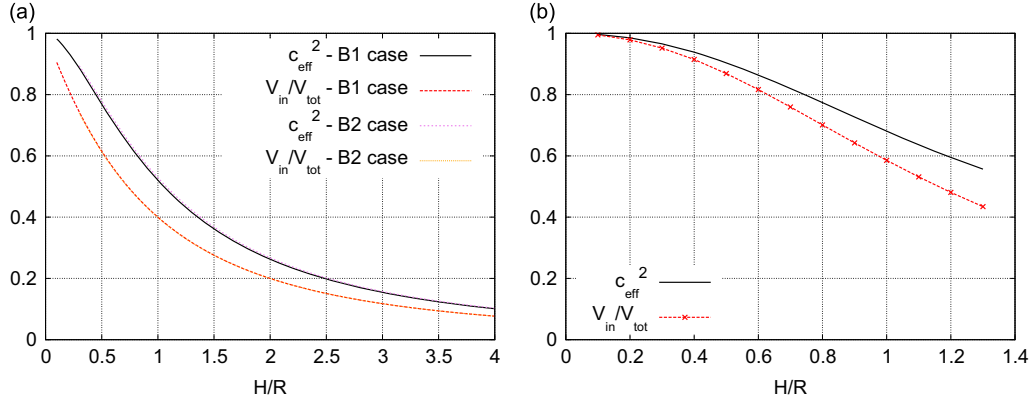 (a)
1
0.8
0.6
0.4
0.2
0
c_eff^2 - B1 case
V_in/V_tot - B1 case
c_eff^2 - B2 case
V_in/V_tot - B2 case
0 0.5 1 1.5 2 2.5 3 3.5 4
H/R
(b)
1
0.8
0.6
0.4
0.2
0
c_eff^2
V_in/V_tot
0 0.2 0.4 0.6 0.8 1 1.2 1.4
H/R